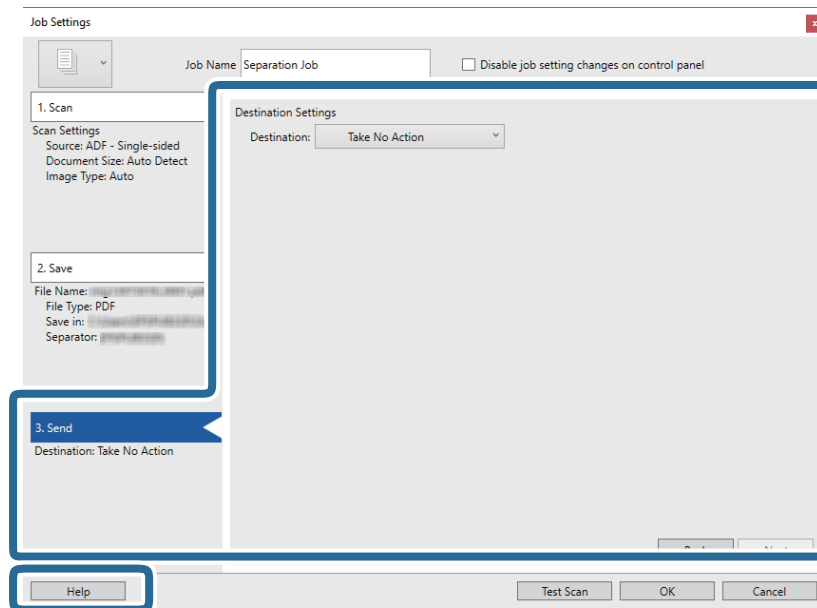 Job Settings
Job Name Separation Job
Disable job setting changes on control panel
1. Scan
Scan Settings
Source: ADF - Single-sided
Document Size: Auto Detect
Image Type: Auto
2. Save
File Name:
File Type: PDF
Save in:
Separator:
3. Send
Destination: Take No Action
Destination Settings
Destination: Take No Action
Help
Test Scan
OK
Cancel